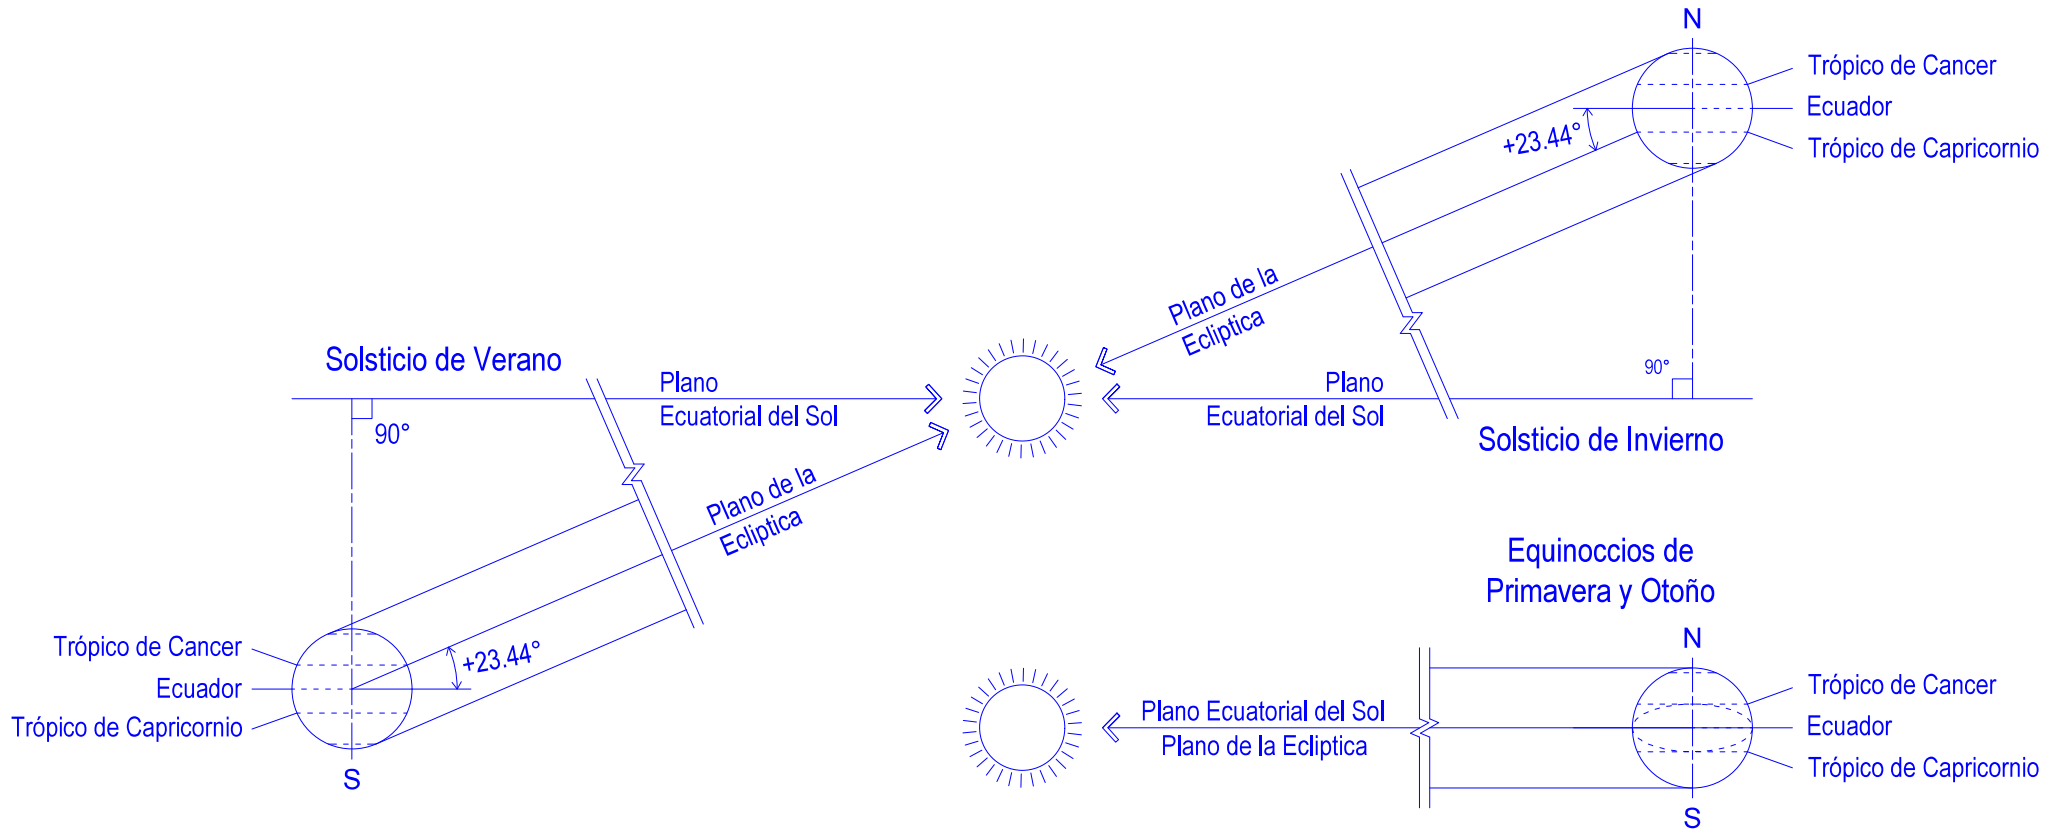 N
Trópico de Cancer
Ecuador
Trópico de Capricornio
+23.44°
Plano de la
Ecliptica
90°
Plano
Ecuatorial del Sol
Solsticio de Invierno
Solsticio de Verano
90°
Plano
Ecuatorial del Sol
Plano de la
Ecliptica
+23.44°
Trópico de Cancer
Ecuador
Trópico de Capricornio
S
Equinoccios de
Primavera y Otoño
N
Trópico de Cancer
Ecuador
Trópico de Capricornio
Plano Ecuatorial del Sol
Plano de la Ecliptica
S